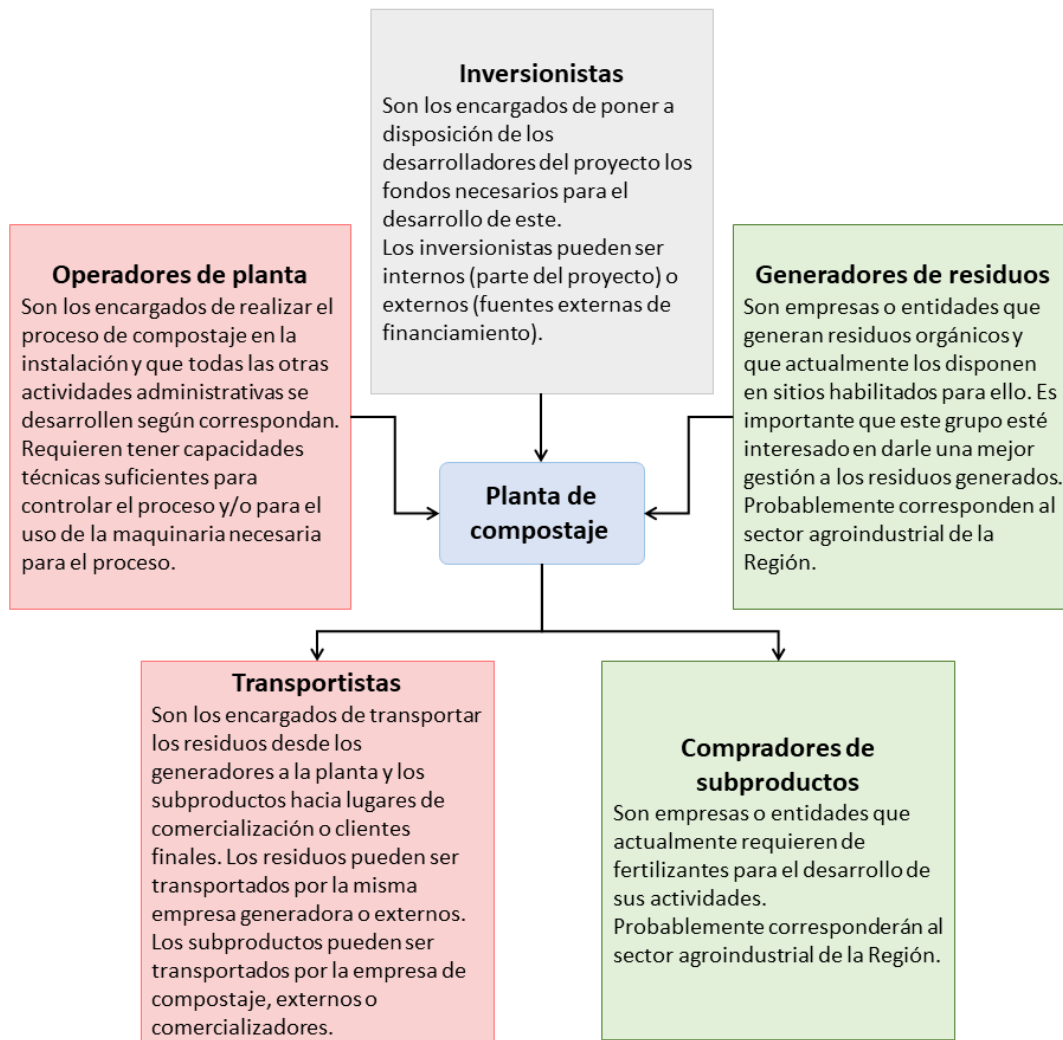 Inversionistas
Son los encargados de poner a
disposición de los
desarrolladores del proyecto los
fondos necesarios para el
desarrollo de este.
Los inversionistas pueden ser
internos (parte del proyecto) o
externos (fuentes externas de
financiamiento).
Operadores de planta
Son los encargados de realizar el
proceso de compostaje en la
instalación y que todas las otras
actividades administrativas se
desarrollen según correspondan.
Requieren tener capacidades
técnicas suficientes para
controlar el proceso y/o para el
uso de la maquinaria necesaria
para el proceso.
Generadores de residuos
Son empresas o entidades que
generan residuos orgánicos y
que actualmente los disponen
en sitios habilitados para ello. Es
importante que este grupo esté
interesado en darle una mejor
gestión a los residuos generados.
Probablemente corresponden al
sector agroindustrial de la
Región.
Planta de
compostaje
Transportistas
Son los encargados de transportar
los residuos desde los
generadores a la planta y los
subproductos hacia lugares de
comercialización o clientes
finales. Los residuos pueden ser
transportados por la misma
empresa generadora o externos.
Los subproductos pueden ser
transportados por la empresa de
compostaje, externos o
comercializadores.
Compradores de
subproductos
Son empresas o entidades que
actualmente requieren de
fertilizantes para el desarrollo de
sus actividades.
Probablemente corresponderán al
sector agroindustrial de la Región.